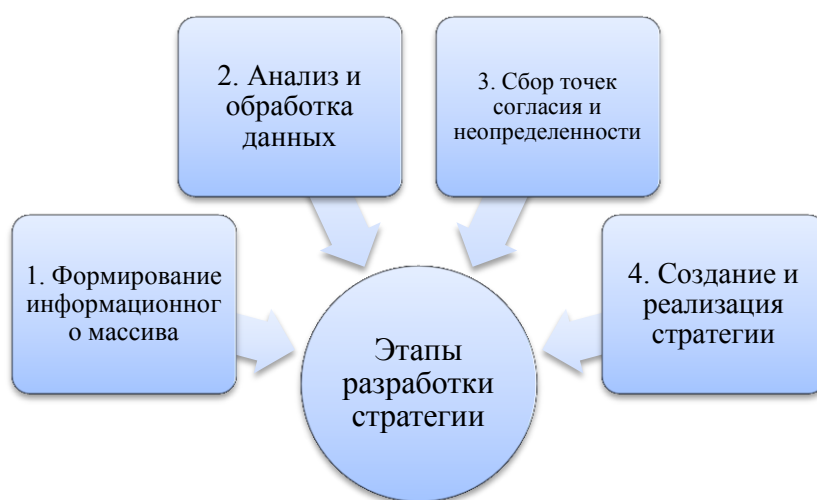 1. Формирование
информационног
о массива
2. Анализ и
обработка
данных
3. Сбор точек
согласия и
неопределенности
4. Создание и
реализация
стратегии
Этапы
разработки
стратегии